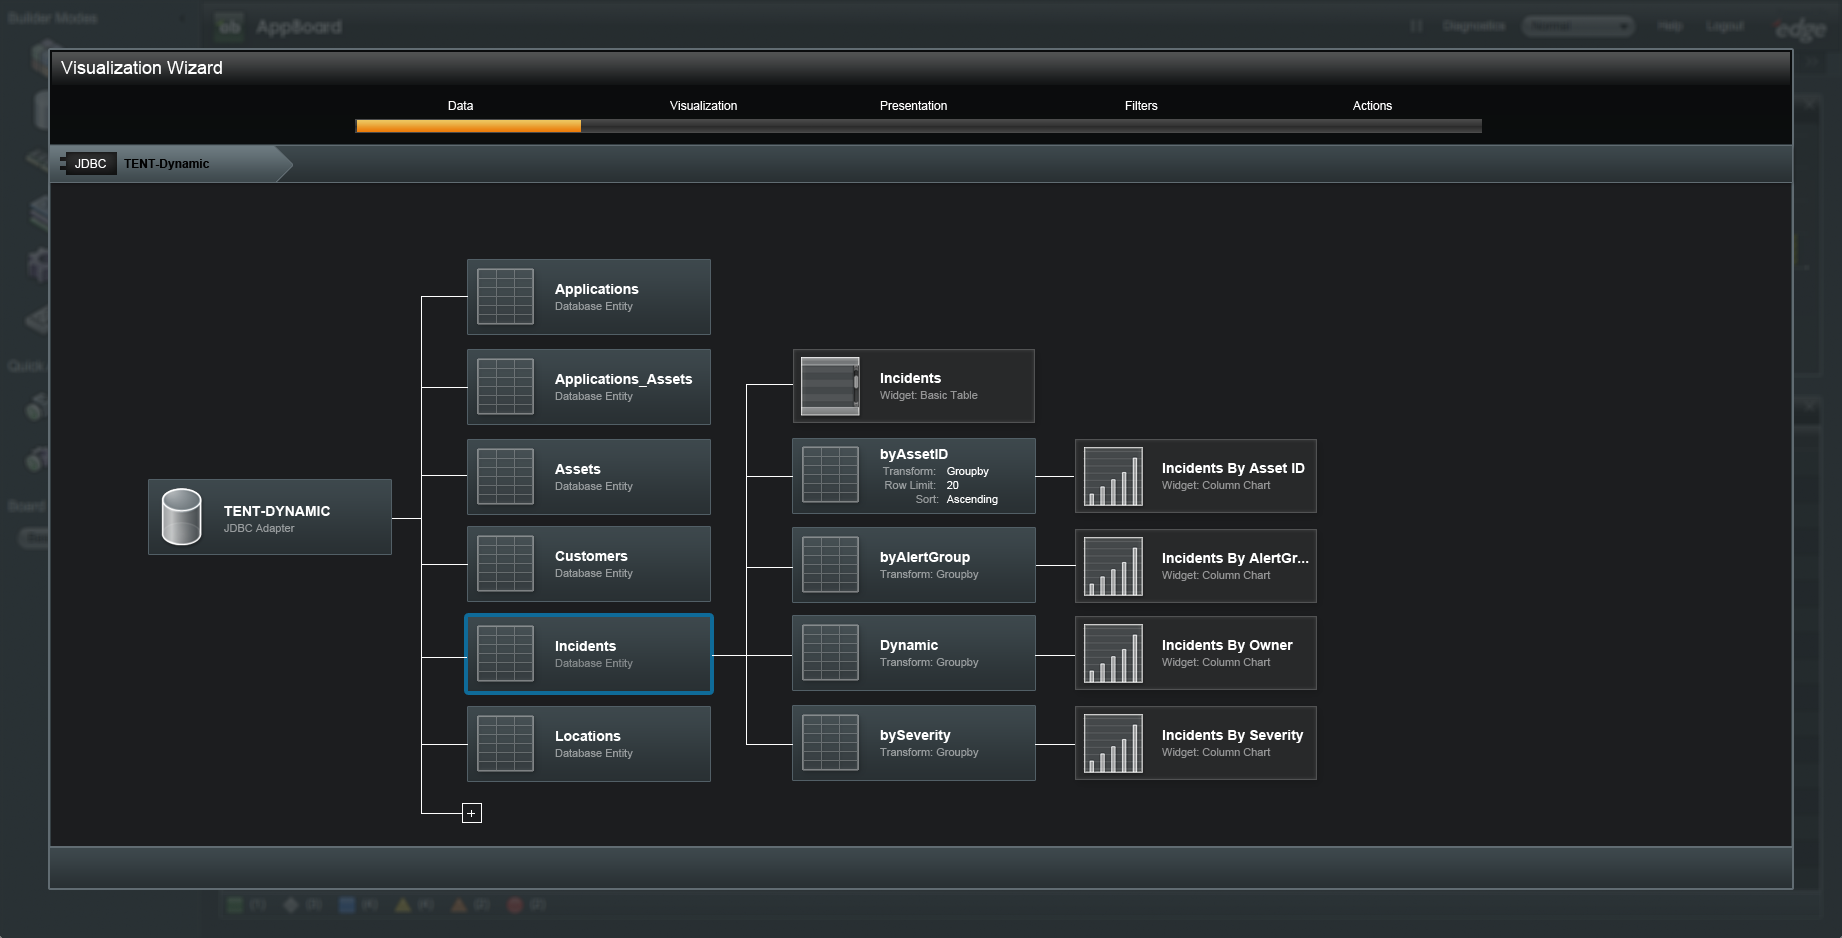 Builder Modes
AppBoard
Diagnostics
Help
Logout
edge
Visualization Wizard
Data
Visualization
Presentation
Filters
Actions
JDBC
TENT-Dynamic
TENT-DYNAMIC
JDBC Adapter
Applications
Database Entity
Applications_Assets
Database Entity
Assets
Database Entity
Customers
Database Entity
Incidents
Database Entity
Locations
Database Entity
+
Incidents
Widget: Basic Table
byAssetID
Transform: Groupby
Row Limit: 20
Sort: Ascending
byAlertGroup
Transform: Groupby
Dynamic
Transform: Groupby
bySeverity
Transform: Groupby
Incidents By Asset ID
Widget: Column Chart
Incidents By AlertGr...
Widget: Column Chart
Incidents By Owner
Widget: Column Chart
Incidents By Severity
Widget: Column Chart
Quick
Board